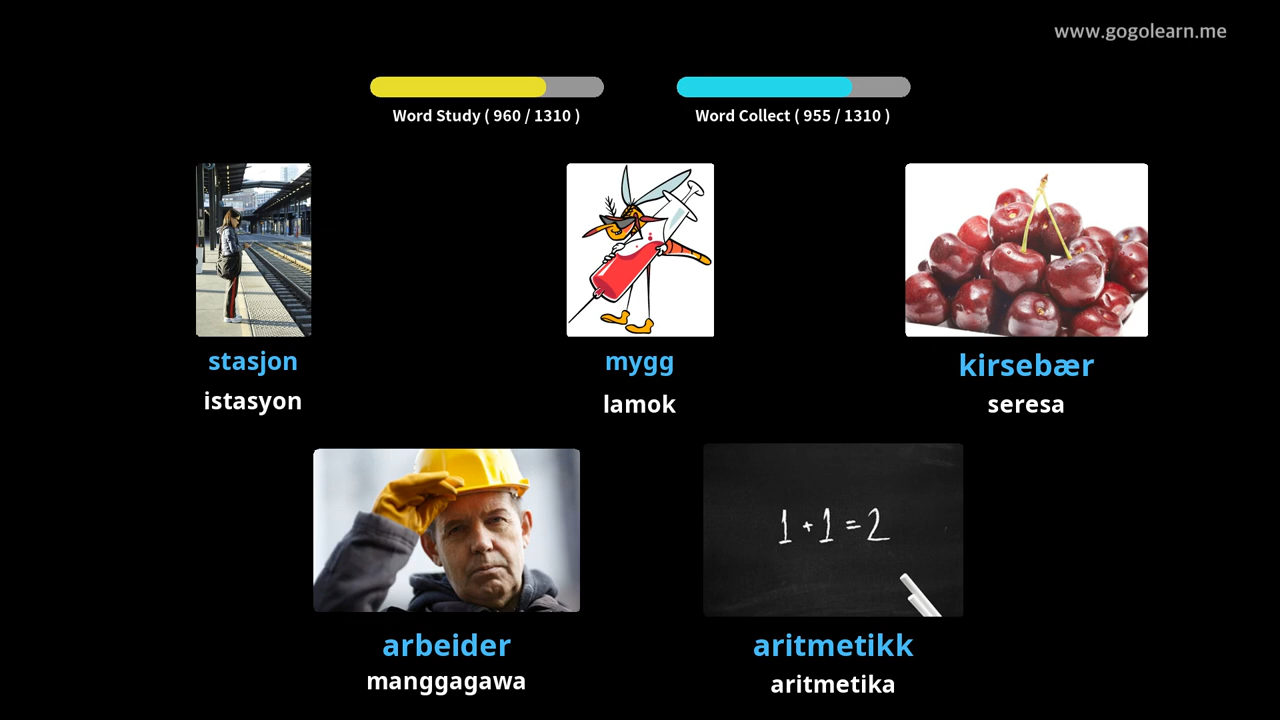 www.gogolearn.me
Word Study ( 960 / 1310 )
Word Collect ( 955 / 1310 )
stasjon
istasyon
mygg
lamok
kirsebær
seresa
1 + 1 = 2
arbeider
manggagawa
aritmetikk
aritmetika